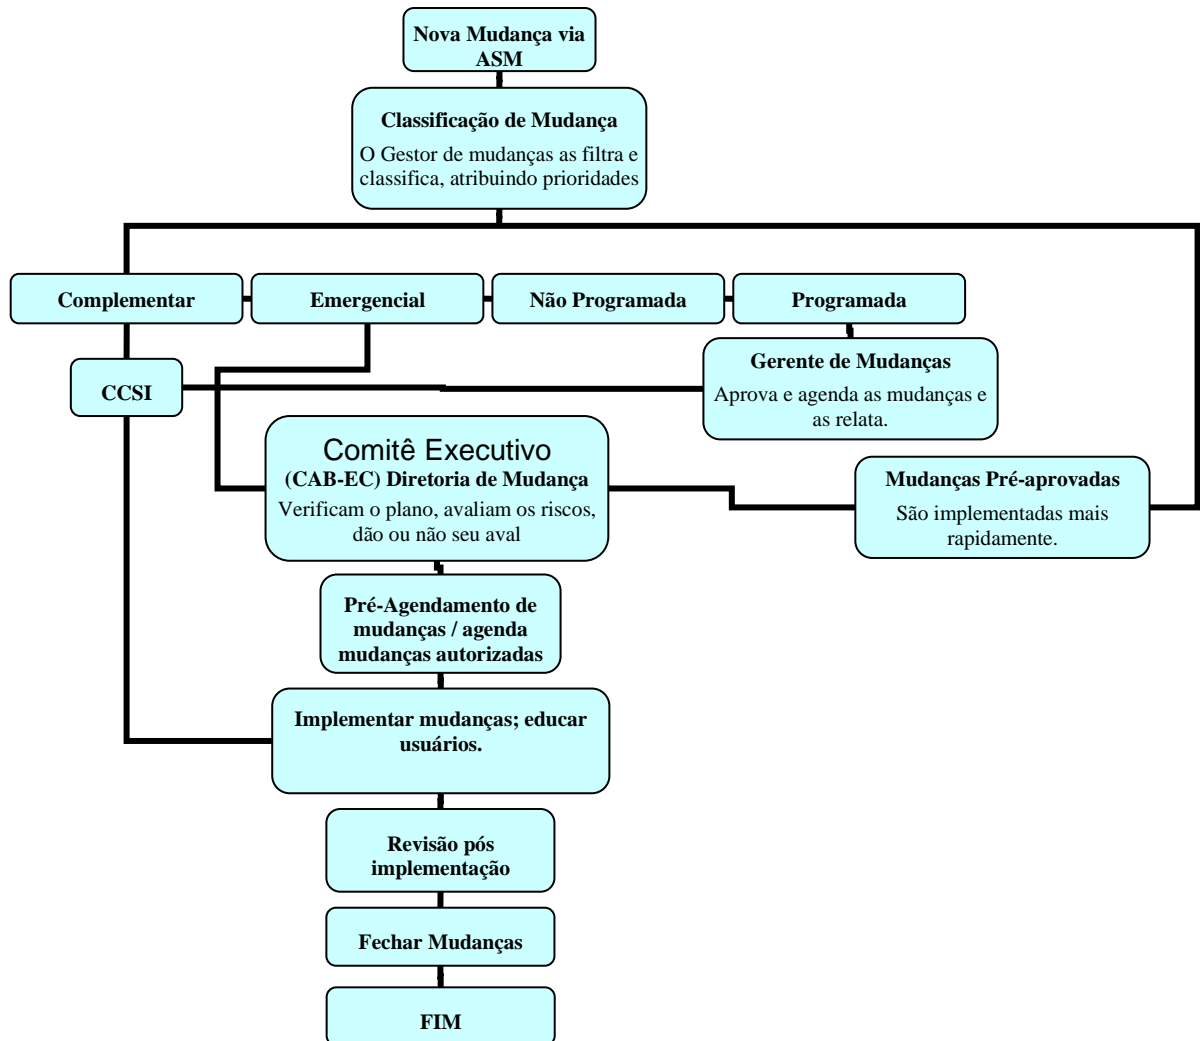 Nova Mudança via
ASM
Classificação de Mudança
O Gestor de mudanças as filtra e
classifica, atribuindo prioridades
Complementar
Emergencial
Não Programada
Programada
CCSI
Gerente de Mudanças
Aprova e agenda as mudanças e
as relata.
Comitê Executivo
(CAB-EC) Diretoria de Mudança
Verificam o plano, avaliam os riscos,
dão ou não seu aval
Mudanças Pré-aprovadas
São implementadas mais
rapidamente.
Pré-Agendamento de
mudanças / agenda
mudanças autorizadas
Implementar mudanças; educar
usuários.
Revisão pós
implementação
Fechar Mudanças
FIM